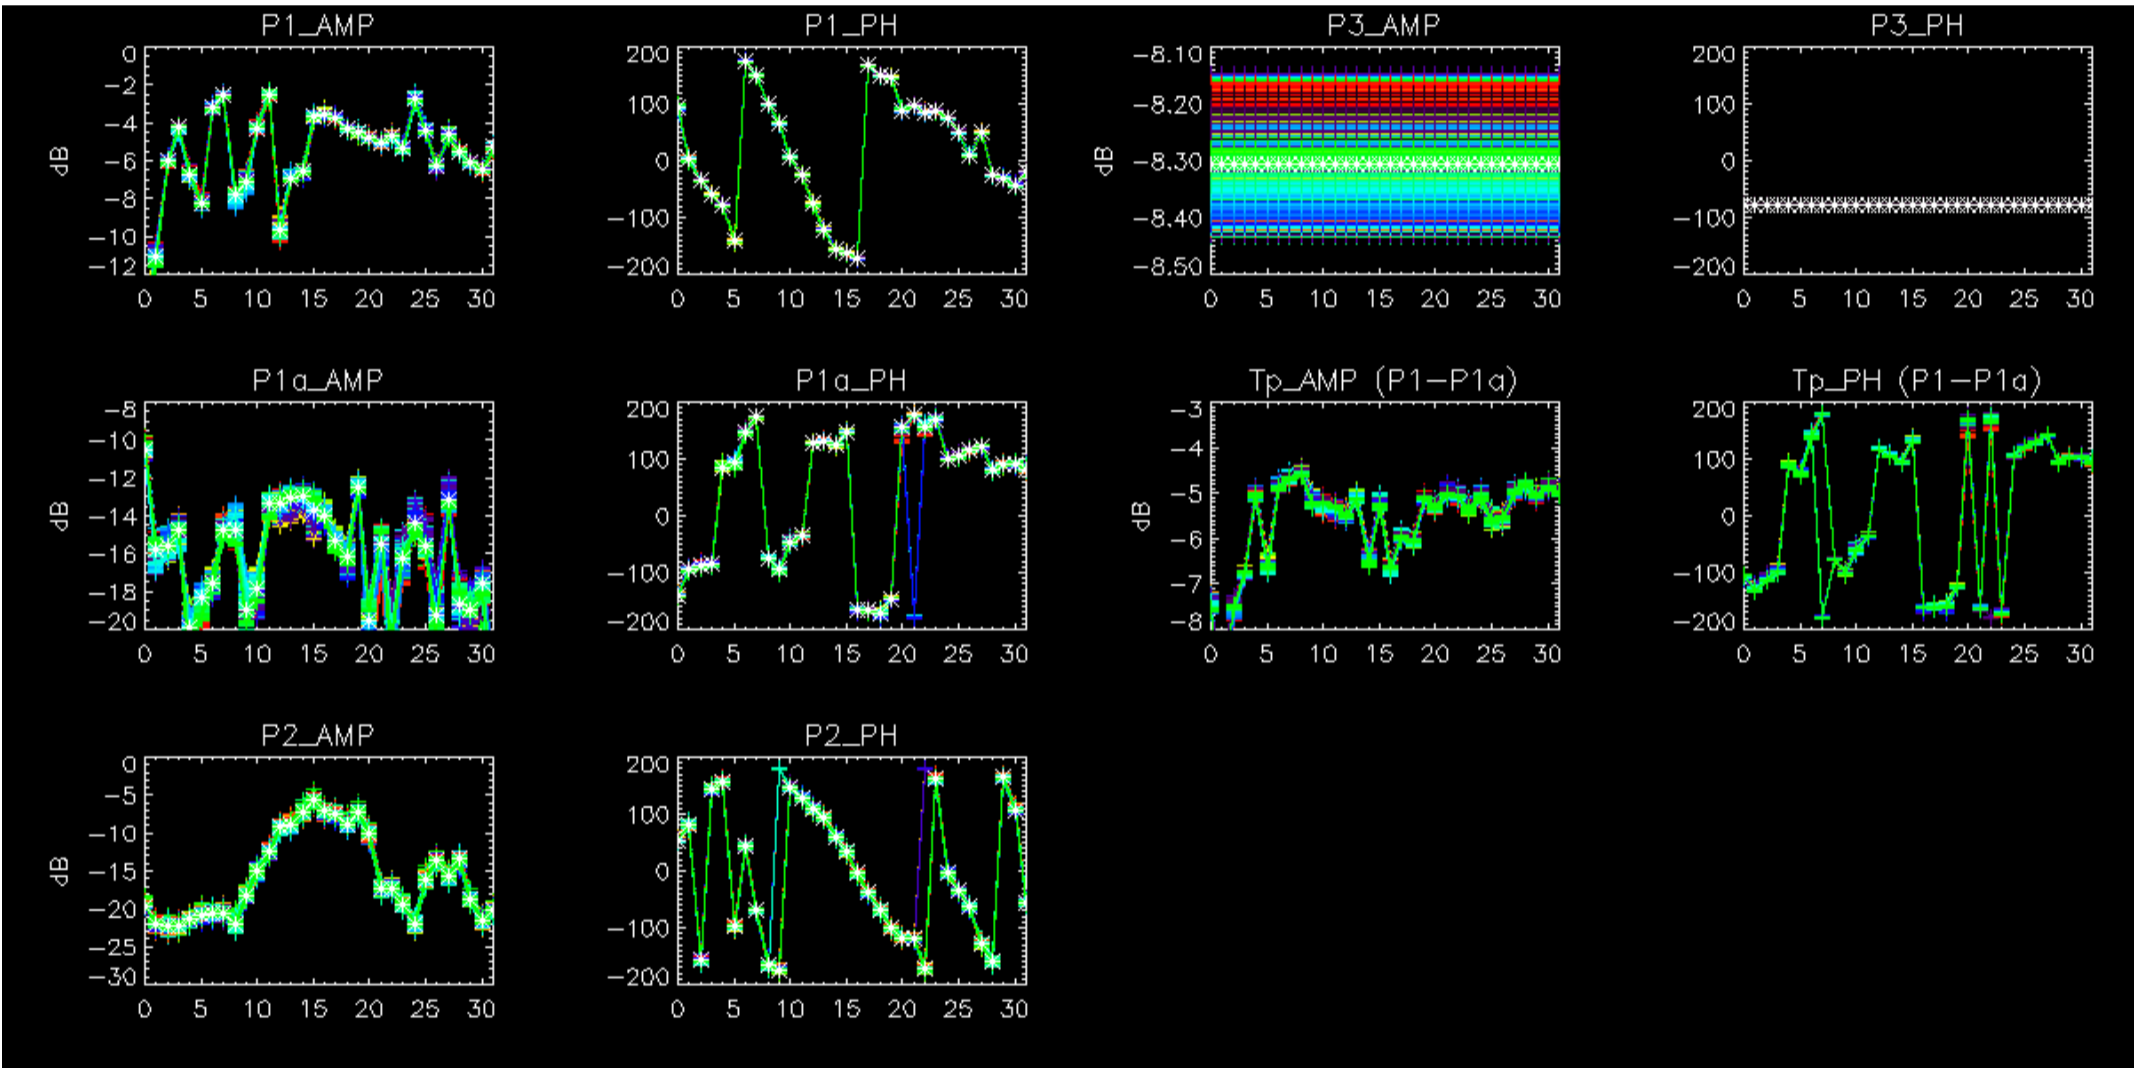 P1_AMP
0
−2
−4
−6
−8
−10
−12
dB
0 5 10 15 20 25 30
P1_PH
200
100
0
−100
−200
0 5 10 15 20 25 30
P3_AMP
−8.10
−8.20
−8.30
−8.40
−8.50
dB
0 5 10 15 20 25 30
P3_PH
200
100
0
−100
−200
0 5 10 15 20 25 30
P1a_AMP
−8
−10
−12
−14
−16
−18
−20
dB
0 5 10 15 20 25 30
P1a_PH
200
100
0
−100
−200
0 5 10 15 20 25 30
Tp_AMP (P1−P1a)
−3
−4
−5
−6
−7
−8
dB
0 5 10 15 20 25 30
Tp_PH (P1−P1a)
200
100
0
−100
−200
0 5 10 15 20 25 30
P2_AMP
0
−5
−10
−15
−20
−25
−30
dB
0 5 10 15 20 25 30
P2_PH
200
100
0
−100
−200
0 5 10 15 20 25 30